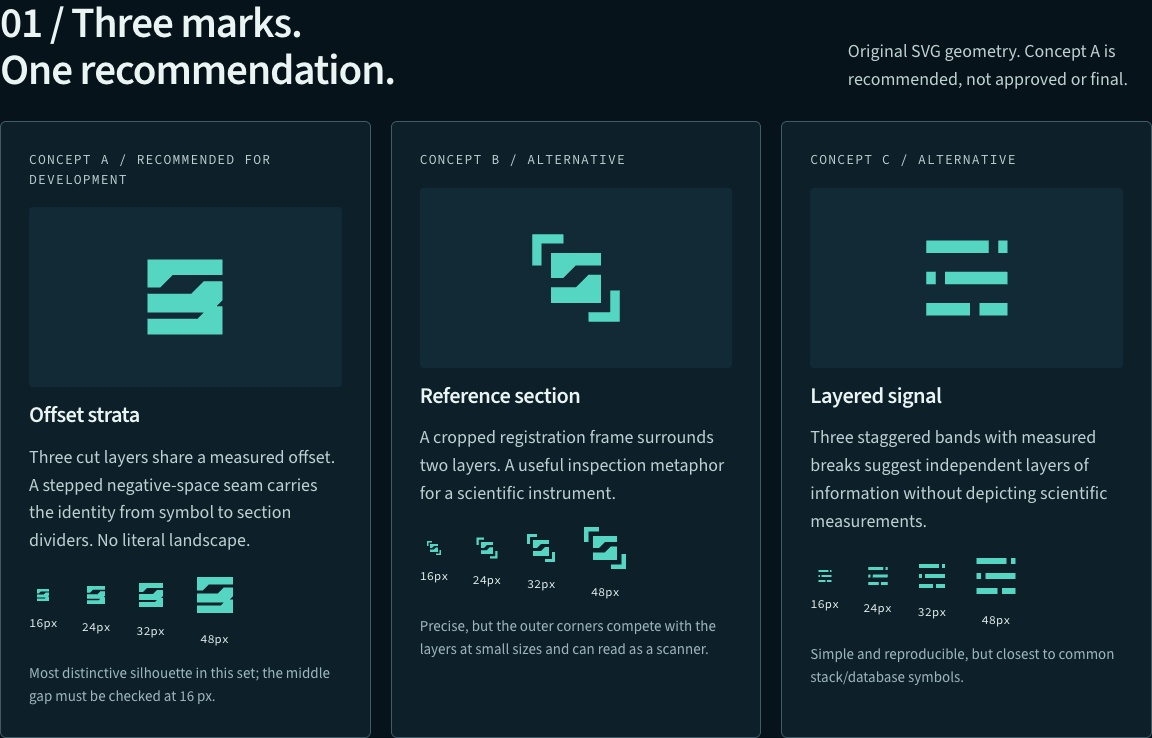 01 / Three marks.
One recommendation.
Original SVG geometry. Concept A is
recommended, not approved or final.
CONCEPT A / RECOMMENDED FOR
DEVELOPMENT
Offset strata
Three cut layers share a measured offset.
A stepped negative-space seam carries
the identity from symbol to section
dividers. No literal landscape.
16px
24px
32px
48px
Most distinctive silhouette in this set; the middle
gap must be checked at 16 px.
CONCEPT B / ALTERNATIVE
Reference section
A cropped registration frame surrounds
two layers. A useful inspection metaphor
for a scientific instrument.
16px
24px
32px
48px
Precise, but the outer corners compete with the
layers at small sizes and can read as a scanner.
CONCEPT C / ALTERNATIVE
Layered signal
Three staggered bands with measured
breaks suggest independent layers of
information without depicting scientific
measurements.
16px
24px
32px
48px
Simple and reproducible, but closest to common
stack/database symbols.